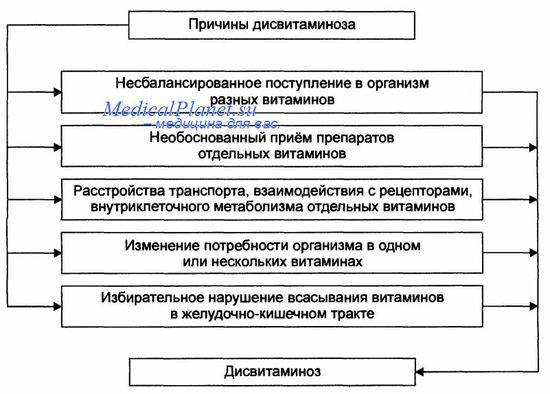 Причины дисвитаминоза
Несбалансированное поступление в организм
разных витаминов
MedicalPlanet.su
– медицина для вас.
Необоснованный приём препаратов
отдельных витаминов
Расстройства транспорта, взаимодействия с рецепторами,
внутриклеточного метаболизма отдельных витаминов
Изменение потребности организма в одном
или нескольких витаминах
Избирательное нарушение всасывания витаминов
в желудочно-кишечном тракте
Дисвитаминоз